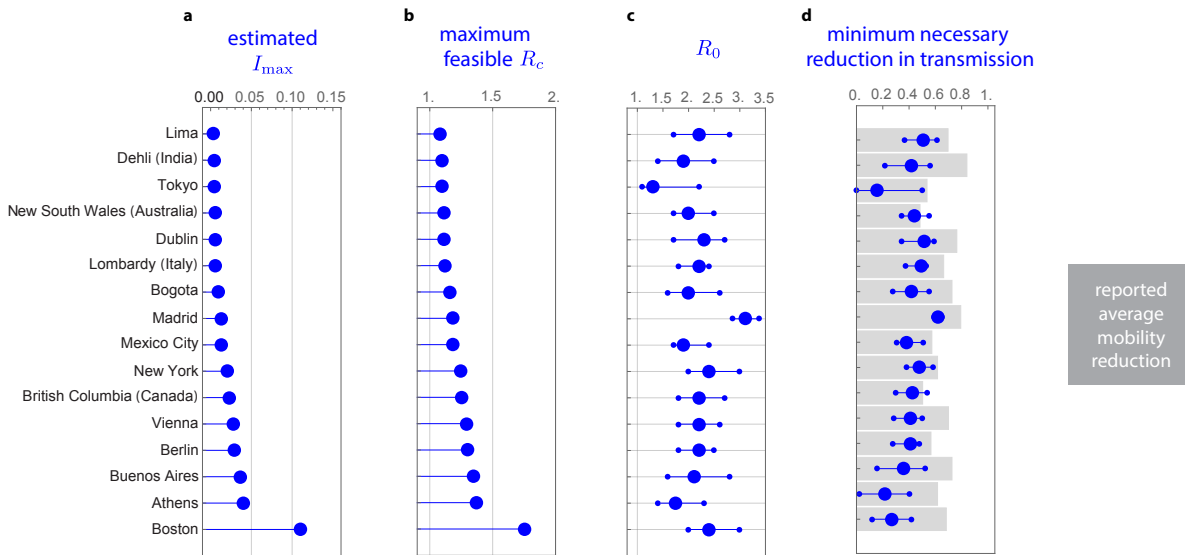 a
estimated
I_max
0.00 0.05 0.10 0.15
b
maximum
feasible R_c
1. 1.5 2.
c
R_0
1. 1.5 2.0 2.5 3.0 3.5
d
minimum necessary
reduction in transmission
0. 0.2 0.4 0.6 0.8 1.
Lima
Dehli (India)
Tokyo
New South Wales (Australia)
Dublin
Lombardy (Italy)
Bogota
Madrid
Mexico City
New York
British Columbia (Canada)
Vienna
Berlin
Buenos Aires
Athens
Boston
reported
average
mobility
reduction